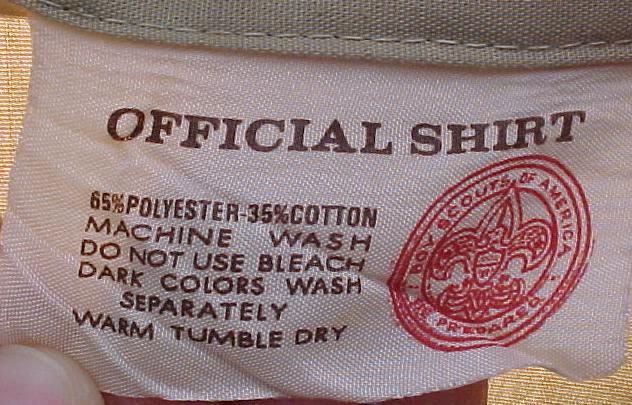 OFFICIAL SHIRT
65% POLYESTER-35% COTTON
MACHINE WASH
DO NOT USE BLEACH
DARK COLORS WASH
SEPARATELY
WARM TUMBLE DRY
BOY SCOUTS OF AMERICA
BE PREPARED